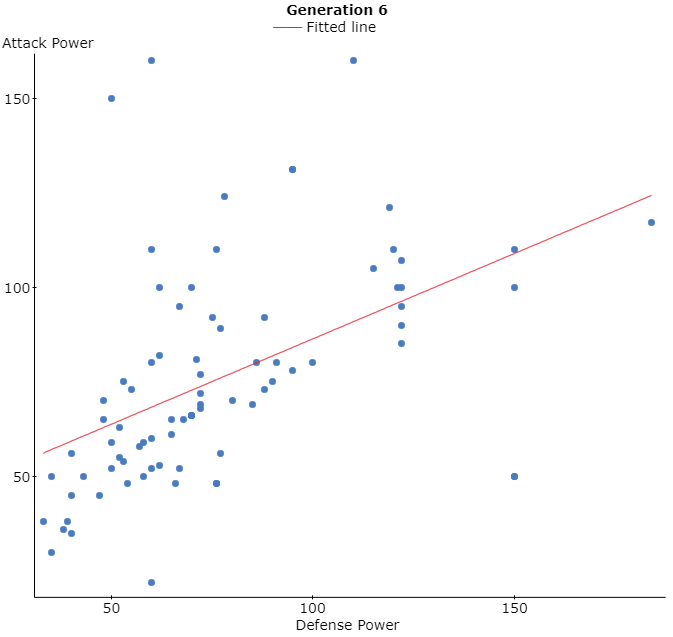 Generation 6
Fitted line
Attack Power
150
100
50
50 100 150
Defense Power